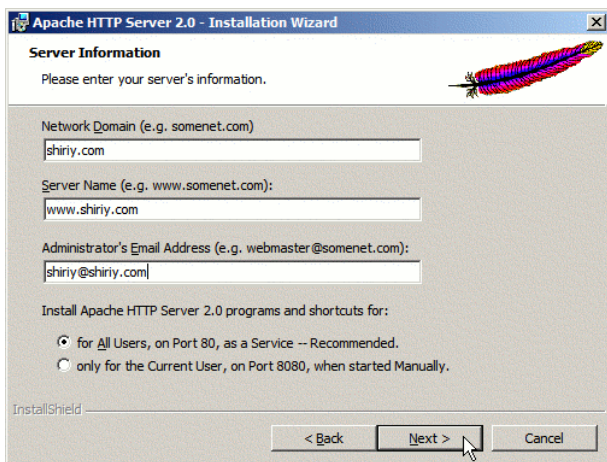 Apache HTTP Server 2.0 - Installation Wizard
Server Information
Please enter your server's information.
Network Domain (e.g. somenet.com)
shiriy.com
Server Name (e.g. www.somenet.com):
www.shiriy.com
Administrator's Email Address (e.g. webmaster@somenet.com):
shiriy@shiriy.com
Install Apache HTTP Server 2.0 programs and shortcuts for:
for All Users, on Port 80, as a Service -- Recommended.
only for the Current User, on Port 8080, when started Manually.
InstallShield
< Back Next > Cancel